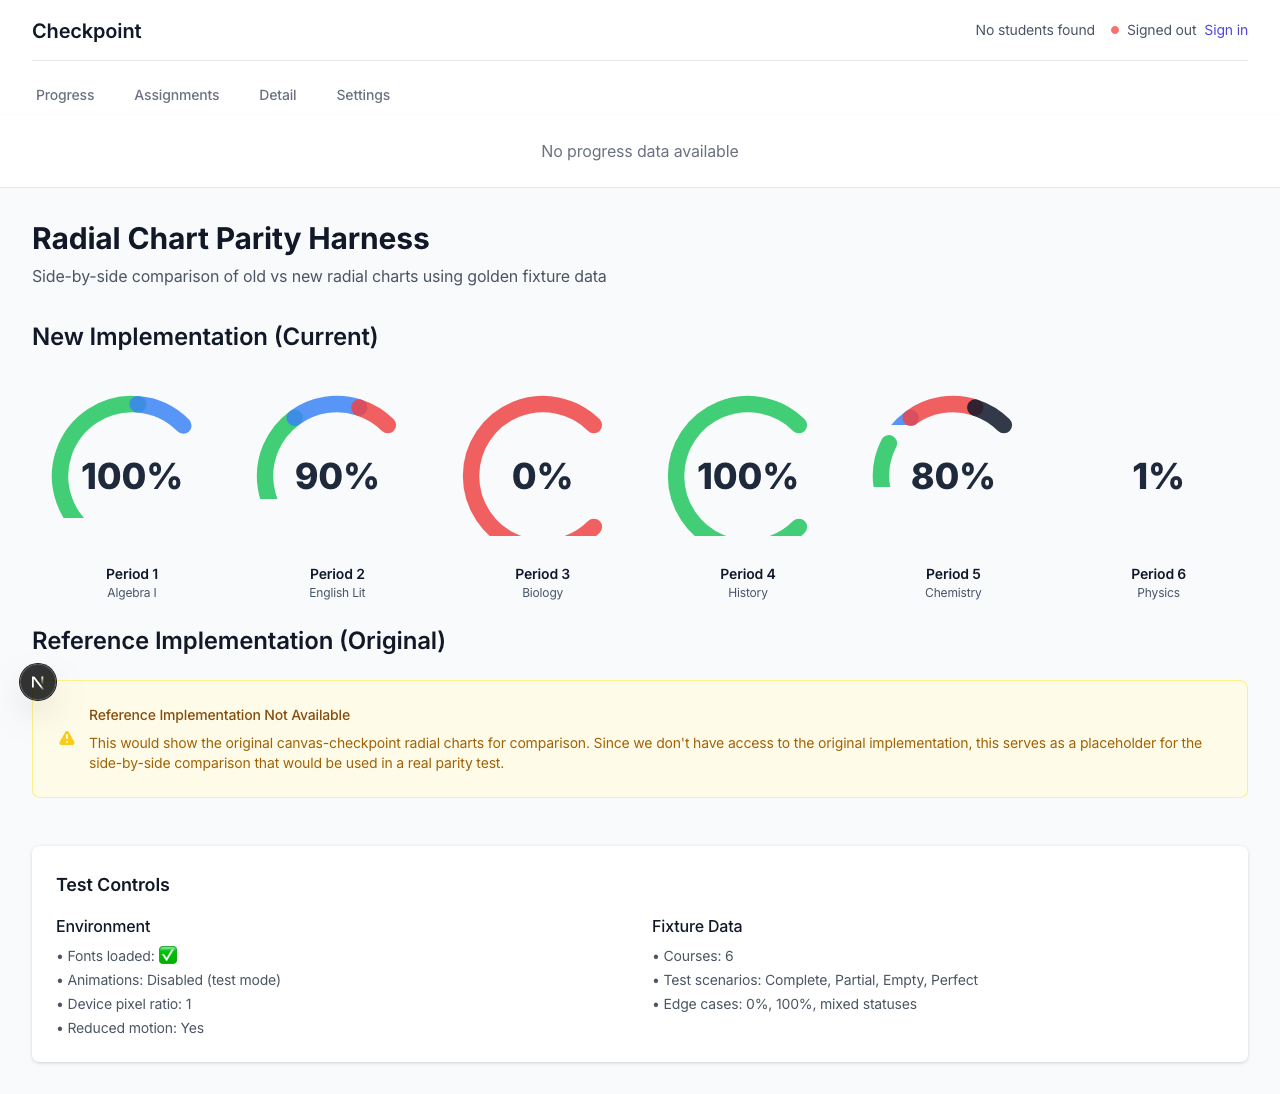 Checkpoint
No students found
Signed out
Sign in
Progress
Assignments
Detail
Settings
No progress data available
Radial Chart Parity Harness
Side-by-side comparison of old vs new radial charts using golden fixture data
New Implementation (Current)
100%
90%
0%
100%
80%
1%
Period 1
Algebra I
Period 2
English Lit
Period 3
Biology
Period 4
History
Period 5
Chemistry
Period 6
Physics
Reference Implementation (Original)
N
Reference Implementation Not Available
This would show the original canvas-checkpoint radial charts for comparison. Since we don't have access to the original implementation, this serves as a placeholder for the
side-by-side comparison that would be used in a real parity test.
Test Controls
Environment
• Fonts loaded: ✅
• Animations: Disabled (test mode)
• Device pixel ratio: 1
• Reduced motion: Yes
Fixture Data
• Courses: 6
• Test scenarios: Complete, Partial, Empty, Perfect
• Edge cases: 0%, 100%, mixed statuses